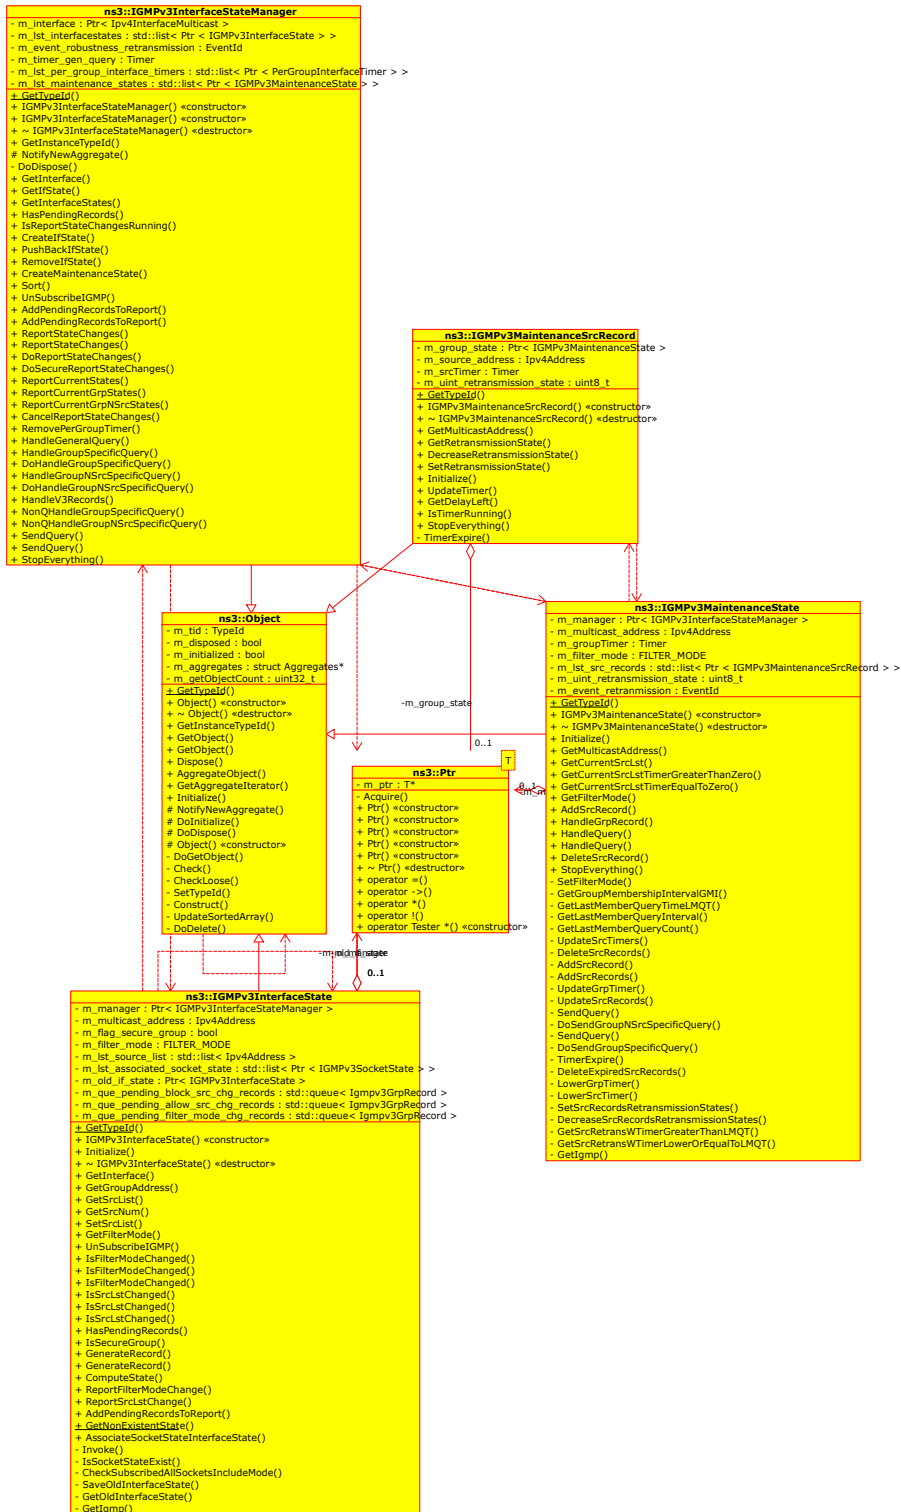 ns3::IGMPv3InterfaceStateManager
- m_interface : Ptr< Ipv4InterfaceMulticast >
- m_lst_interfacestates : std::list< Ptr < IGMPv3InterfaceState > >
- m_event_robustness_retransmission : EventId
- m_timer_gen_query : Timer
- m_lst_per_group_interface_timers : std::list< Ptr < PerGroupInterfaceTimer > >
- m_lst_maintenance_states : std::list< Ptr < IGMPv3MaintenanceState > >
+ GetTypeId()
+ IGMPv3InterfaceStateManager() «constructor»
+ IGMPv3InterfaceStateManager() «constructor»
+ ~ IGMPv3InterfaceStateManager() «destructor»
+ GetInstanceTypeId()
# NotifyNewAggregate()
- DoDispose()
+ GetInterface()
+ GetIfState()
+ GetInterfaceStates()
+ HasPendingRecords()
+ IsReportStateChangesRunning()
+ CreateIfState()
+ PushBackIfState()
+ RemoveIfState()
+ CreateMaintenanceState()
+ Sort()
+ UnSubscribeIGMP()
+ AddPendingRecordsToReport()
+ AddPendingRecordsToReport()
+ ReportStateChanges()
+ ReportStateChanges()
+ DoReportStateChanges()
+ DoSecureReportStateChanges()
+ ReportCurrentStates()
+ ReportCurrentGrpStates()
+ ReportCurrentGrpNSrcStates()
+ CancelReportStateChanges()
+ RemovePerGroupTimer()
+ HandleGeneralQuery()
+ HandleGroupSpecificQuery()
+ DoHandleGroupSpecificQuery()
+ HandleGroupNSrcSpecificQuery()
+ DoHandleGroupNSrcSpecificQuery()
+ HandleV3Records()
+ NonQHandleGroupSpecificQuery()
+ NonQHandleGroupNSrcSpecificQuery()
+ SendQuery()
+ SendQuery()
+ StopEverything()
ns3::IGMPv3MaintenanceSrcRecord
- m_group_state : Ptr< IGMPv3MaintenanceState >
- m_source_address : Ipv4Address
- m_srcTimer : Timer
- m_uint_retransmission_state : uint8_t
+ GetTypeId()
+ IGMPv3MaintenanceSrcRecord() «constructor»
+ ~ IGMPv3MaintenanceSrcRecord() «destructor»
+ GetMulticastAddress()
+ GetRetransmissionState()
+ DecreaseRetransmissionState()
+ SetRetransmissionState()
+ Initialize()
+ UpdateTimer()
+ GetDelayLeft()
+ IsTimerRunning()
+ StopEverything()
- TimerExpire()
ns3::Object
- m_tid : TypeId
- m_disposed : bool
- m_initialized : bool
- m_aggregates : struct Aggregates*
- m_getObjectCount : uint32_t
+ GetTypeId()
+ Object() «constructor»
+ ~ Object() «destructor»
+ GetInstanceTypeId()
+ GetObject()
+ GetObject()
+ Dispose()
+ AggregateObject()
+ GetAggregateIterator()
+ Initialize()
# NotifyNewAggregate()
# DoInitialize()
# DoDispose()
# Object() «constructor»
- DoGetObject()
- Check()
- CheckLoose()
- SetTypeId()
- Construct()
- UpdateSortedArray()
- DoDelete()
ns3::IGMPv3MaintenanceState
- m_manager : Ptr< IGMPv3InterfaceStateManager >
- m_multicast_address : Ipv4Address
- m_groupTimer : Timer
- m_filter_mode : FILTER_MODE
- m_lst_src_records : std::list< Ptr < IGMPv3MaintenanceSrcRecord > >
- m_uint_retransmission_state : uint8_t
- m_event_retranmission : EventId
+ GetTypeId()
+ IGMPv3MaintenanceState() «constructor»
+ ~ IGMPv3MaintenanceState() «destructor»
+ Initialize()
+ GetMulticastAddress()
+ GetCurrentSrcLst()
+ GetCurrentSrcLstTimerGreaterThanZero()
+ GetCurrentSrcLstTimerEqualToZero()
+ GetFilterMode()
+ AddSrcRecord()
+ HandleGrpRecord()
+ HandleQuery()
+ HandleQuery()
+ DeleteSrcRecord()
+ StopEverything()
- SetFilterMode()
- GetGroupMembershipIntervalGMI()
- GetLastMemberQueryTimeLMQT()
- GetLastMemberQueryInterval()
- GetLastMemberQueryCount()
- UpdateSrcTimers()
- DeleteSrcRecords()
- AddSrcRecord()
- AddSrcRecords()
- UpdateGrpTimer()
- UpdateSrcRecords()
- SendQuery()
- DoSendGroupNSrcSpecificQuery()
- SendQuery()
- DoSendGroupSpecificQuery()
- TimerExpire()
- DeleteExpiredSrcRecords()
- LowerGrpTimer()
- LowerSrcTimer()
- SetSrcRecordsRetransmissionStates()
- DecreaseSrcRecordsRetransmissionStates()
- GetSrcRetransWTimerGreaterThanLMQT()
- GetSrcRetransWTimerLowerOrEqualToLMQT()
- GetIgmp()
-m_group_state
0..1
T
ns3::Ptr
- m_ptr : T*
- Acquire()
+ Ptr() «constructor»
+ Ptr() «constructor»
+ Ptr() «constructor»
+ Ptr() «constructor»
+ Ptr() «constructor»
+ ~ Ptr() «destructor»
+ operator =()
+ operator ->()
+ operator *()
+ operator !()
+ operator Tester *() «constructor»
0..1
0..1
ns3::IGMPv3InterfaceState
- m_manager : Ptr< IGMPv3InterfaceStateManager >
- m_multicast_address : Ipv4Address
- m_flag_secure_group : bool
- m_filter_mode : FILTER_MODE
- m_lst_source_list : std::list< Ipv4Address >
- m_lst_associated_socket_state : std::list< Ptr < IGMPv3SocketState > >
- m_old_if_state : Ptr< IGMPv3InterfaceState >
- m_que_pending_block_src_chg_records : std::queue< Igmpv3GrpRecord >
- m_que_pending_allow_src_chg_records : std::queue< Igmpv3GrpRecord >
- m_que_pending_filter_mode_chg_records : std::queue< Igmpv3GrpRecord >
+ GetTypeId()
+ IGMPv3InterfaceState() «constructor»
+ Initialize()
+ ~ IGMPv3InterfaceState() «destructor»
+ GetInterface()
+ GetGroupAddress()
+ GetSrcList()
+ GetSrcNum()
+ SetSrcList()
+ GetFilterMode()
+ UnSubscribeIGMP()
+ IsFilterModeChanged()
+ IsFilterModeChanged()
+ IsFilterModeChanged()
+ IsSrcLstChanged()
+ IsSrcLstChanged()
+ IsSrcLstChanged()
+ HasPendingRecords()
+ IsSecureGroup()
+ GenerateRecord()
+ GenerateRecord()
+ ComputeState()
+ ReportFilterModeChange()
+ ReportSrcLstChange()
+ AddPendingRecordsToReport()
+ GetNonExistentState()
+ AssociateSocketStateInterfaceState()
- Invoke()
- IsSocketStateExist()
- CheckSubscribedAllSocketsIncludeMode()
- SaveOldInterfaceState()
- GetOldInterfaceState()
- GetIgmp()